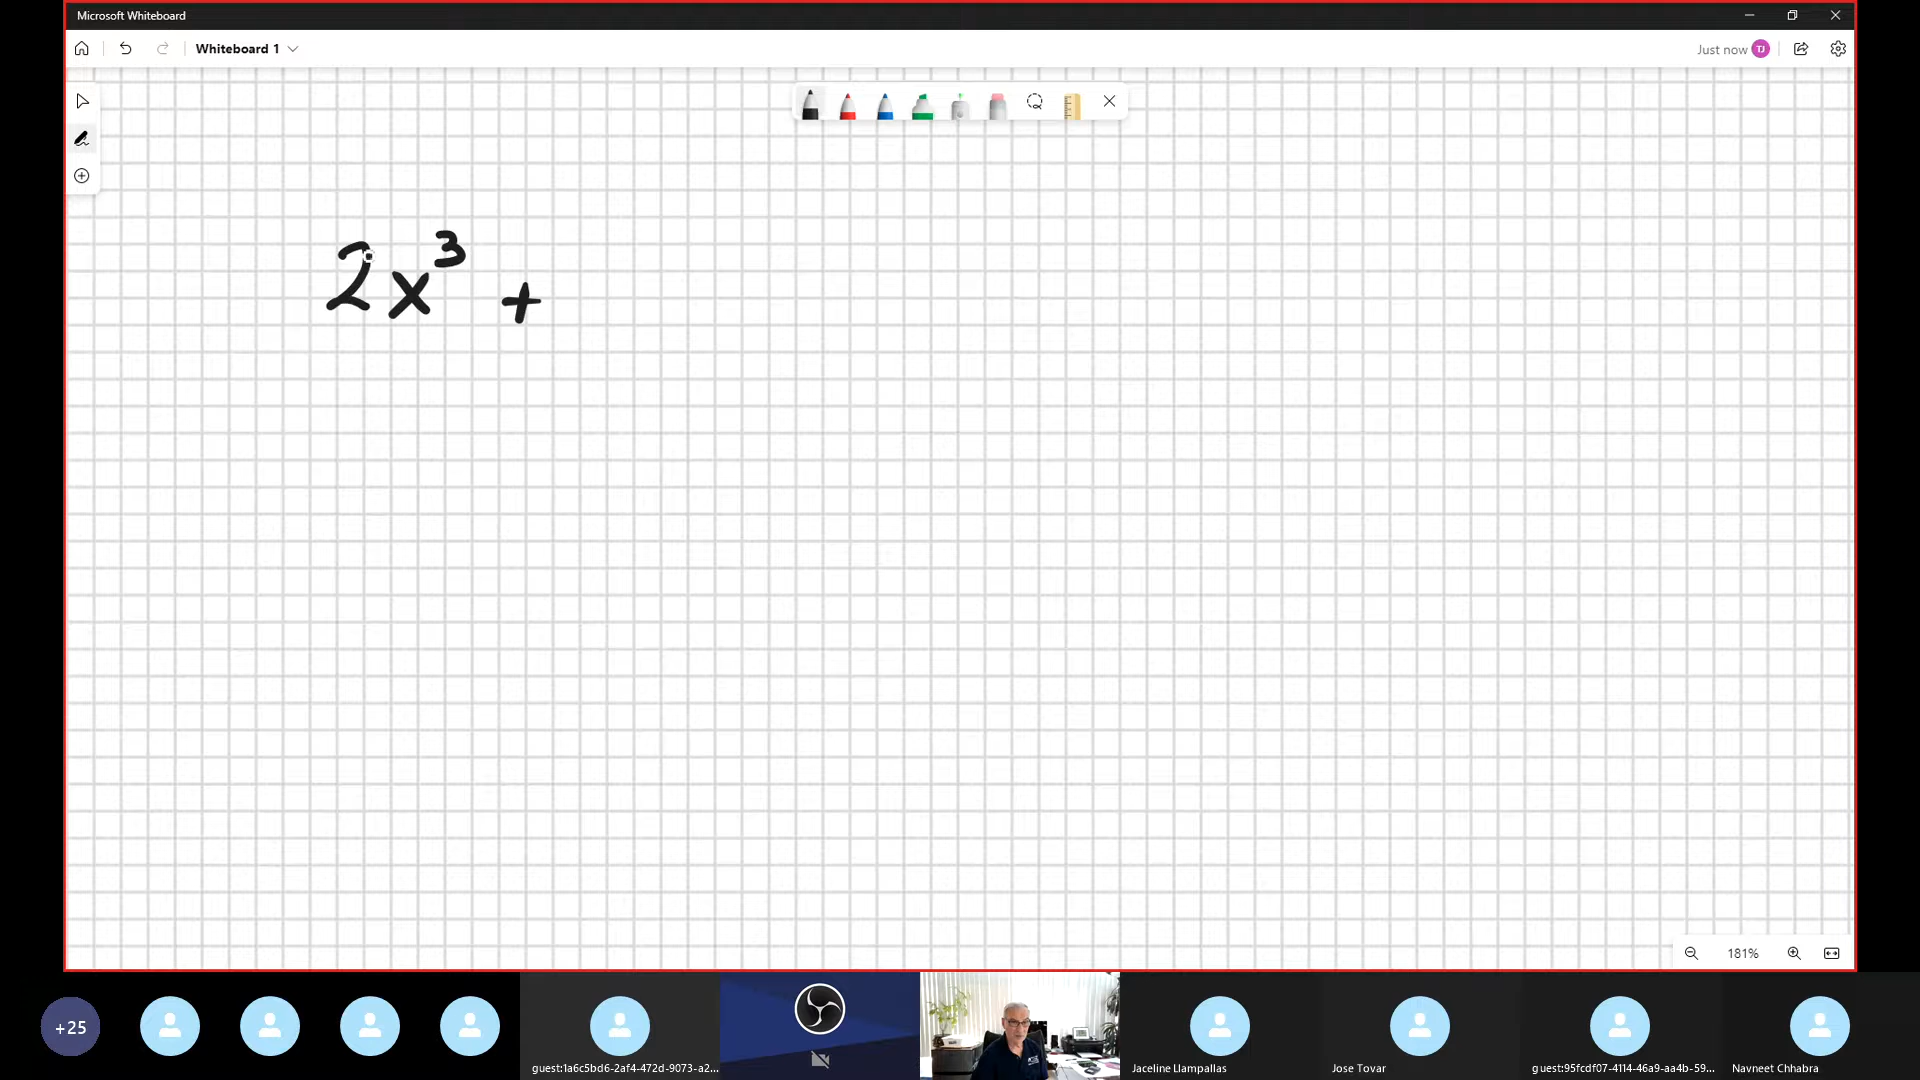 Microsoft Whiteboard
Whiteboard 1
Just now TJ
2x³ +
181%
+25
guest:1a6c5bd6-2af4-472d-9073-a2...
Jaceline Llampallas
Jose Tovar
guest:95fcdf07-4114-46a9-aa4b-59...
Navneet Chhabra